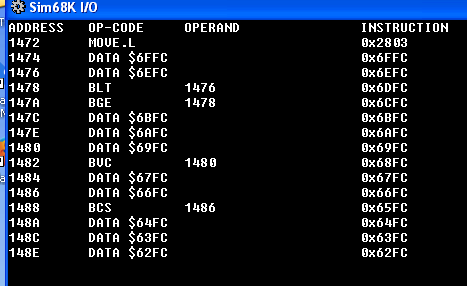 Sim68K I/O
ADDRESS OP-CODE OPERAND INSTRUCTION
1472 MOVE.L 0x2803
1474 DATA $6FFC 0x6FFC
1476 DATA $6EFC 0x6EFC
1478 BLT 1476 0x6DFC
147A BGE 1478 0x6CFC
147C DATA $6BFC 0x6BFC
147E DATA $6AFC 0x6AFC
1480 DATA $69FC 0x69FC
1482 BVC 1480 0x68FC
1484 DATA $67FC 0x67FC
1486 DATA $66FC 0x66FC
1488 BCS 1486 0x65FC
148A DATA $64FC 0x64FC
148C DATA $63FC 0x63FC
148E DATA $62FC 0x62FC